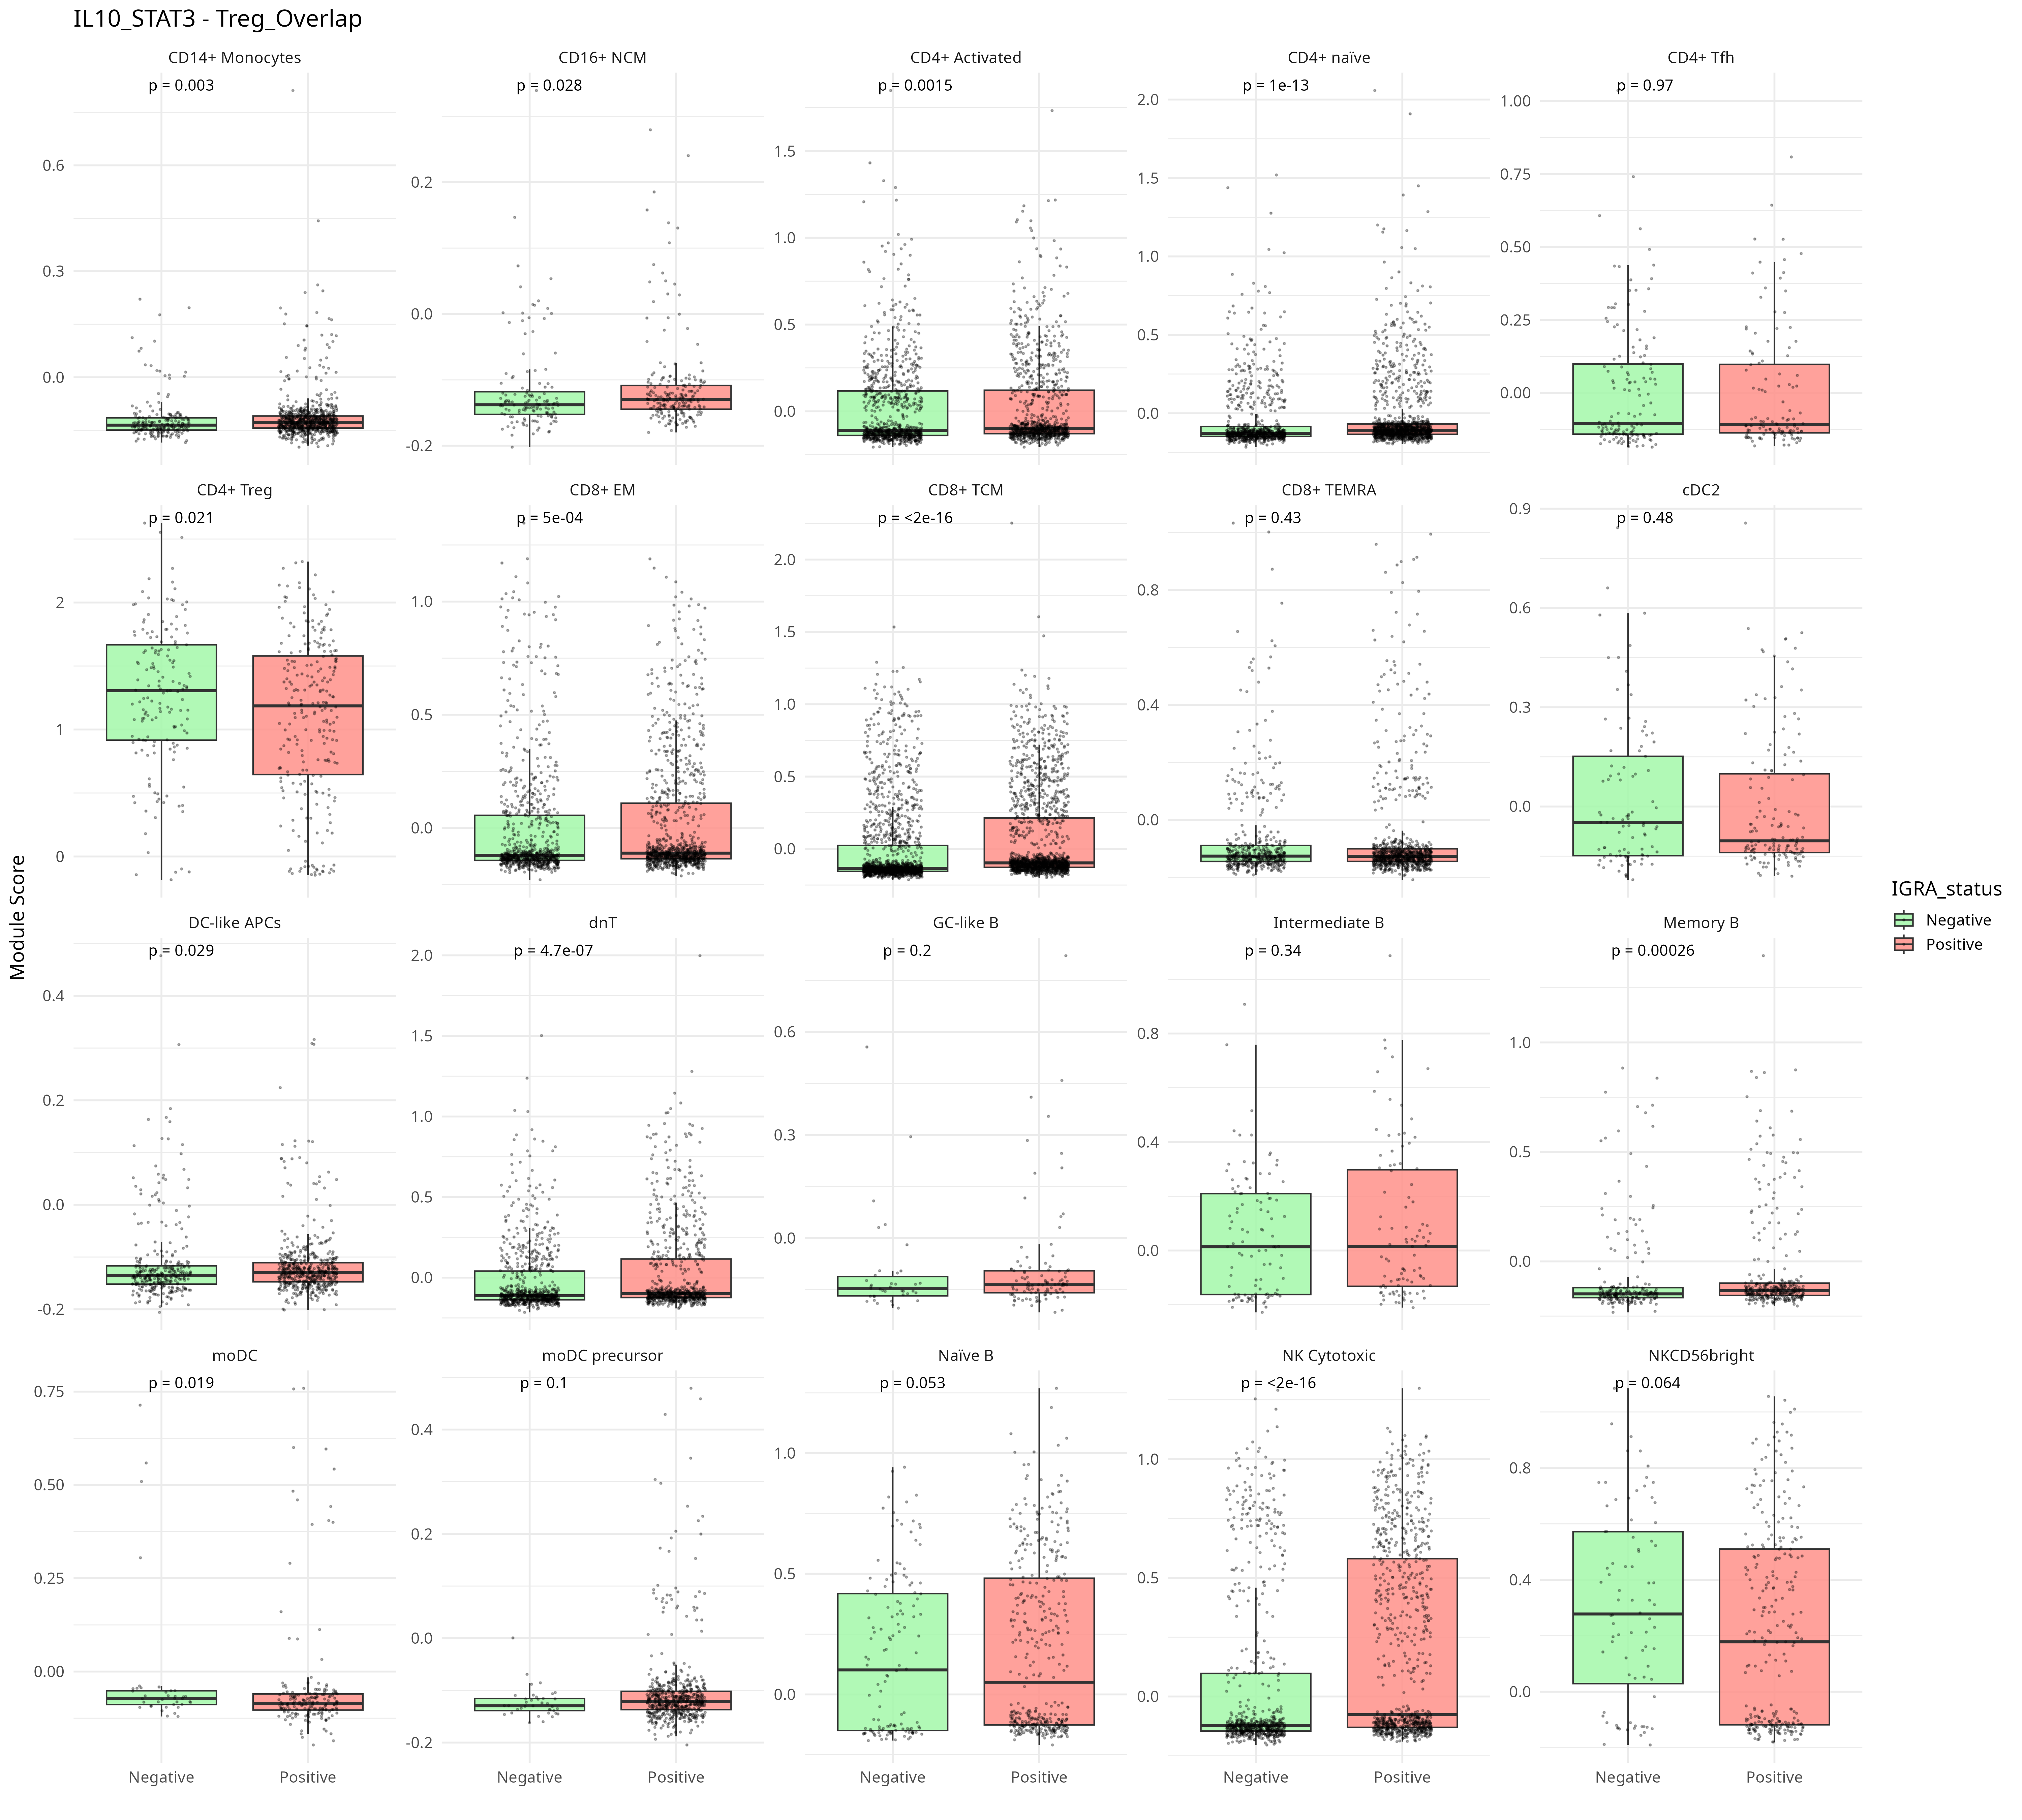 IL10_STAT3 - Treg_Overlap
CD14+ Monocytes
CD16+ NCM
CD4+ Activated
CD4+ naïve
CD4+ Tfh
p = 0.003
p = 0.028
p = 0.0015
p = 1e-13
p = 0.97
0.6
0.3
0.0
0.2
0.0
-0.2
1.5
1.0
0.5
0.0
2.0
1.5
1.0
0.5
0.0
1.00
0.75
0.50
0.25
0.00
CD4+ Treg
CD8+ EM
CD8+ TCM
CD8+ TEMRA
cDC2
p = 0.021
p = 5e-04
p = <2e-16
p = 0.43
p = 0.48
2
1
0
1.0
0.5
0.0
2.0
1.5
1.0
0.5
0.0
0.8
0.4
0.0
0.9
0.6
0.3
0.0
Module Score
DC-like APCs
dnT
GC-like B
Intermediate B
Memory B
p = 0.029
p = 4.7e-07
p = 0.2
p = 0.34
p = 0.00026
0.4
0.2
0.0
-0.2
2.0
1.5
1.0
0.5
0.0
0.6
0.3
0.0
0.8
0.4
0.0
1.0
0.5
0.0
IGRA_status
Negative
Positive
moDC
moDC precursor
Naïve B
NK Cytotoxic
NKCD56bright
p = 0.019
p = 0.1
p = 0.053
p = <2e-16
p = 0.064
0.75
0.50
0.25
0.00
0.4
0.2
0.0
-0.2
1.0
0.5
0.0
1.0
0.5
0.0
0.8
0.4
0.0
Negative
Positive
Negative
Positive
Negative
Positive
Negative
Positive
Negative
Positive